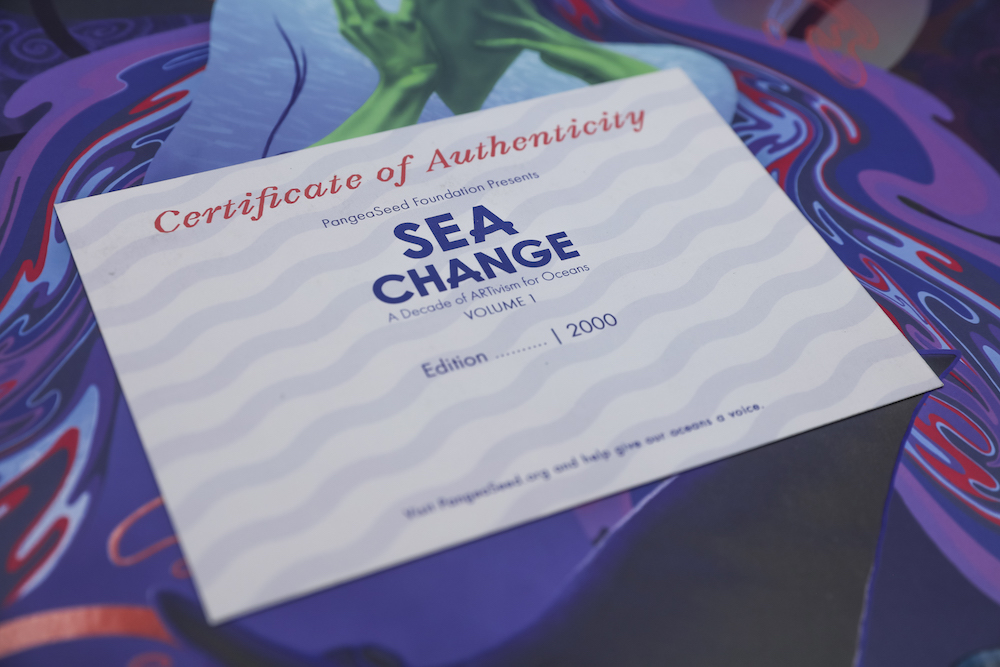 Certificate of Authenticity
PangeaSeed Foundation Presents
SEA
CHANGE
A Decade of ARTivism for Oceans
VOLUME 1
Edition .......... | 2000
Visit PangeaSeed.org and help give our oceans a voice.